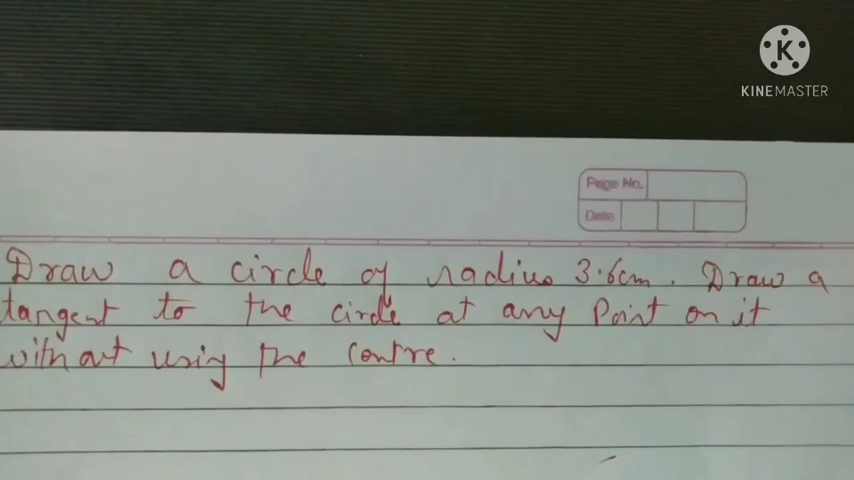 KINEMASTER
Page No.
Date
Draw a circle of radius 3.6cm. Draw a
tangent to the circle at any Point on it
without using the centre.